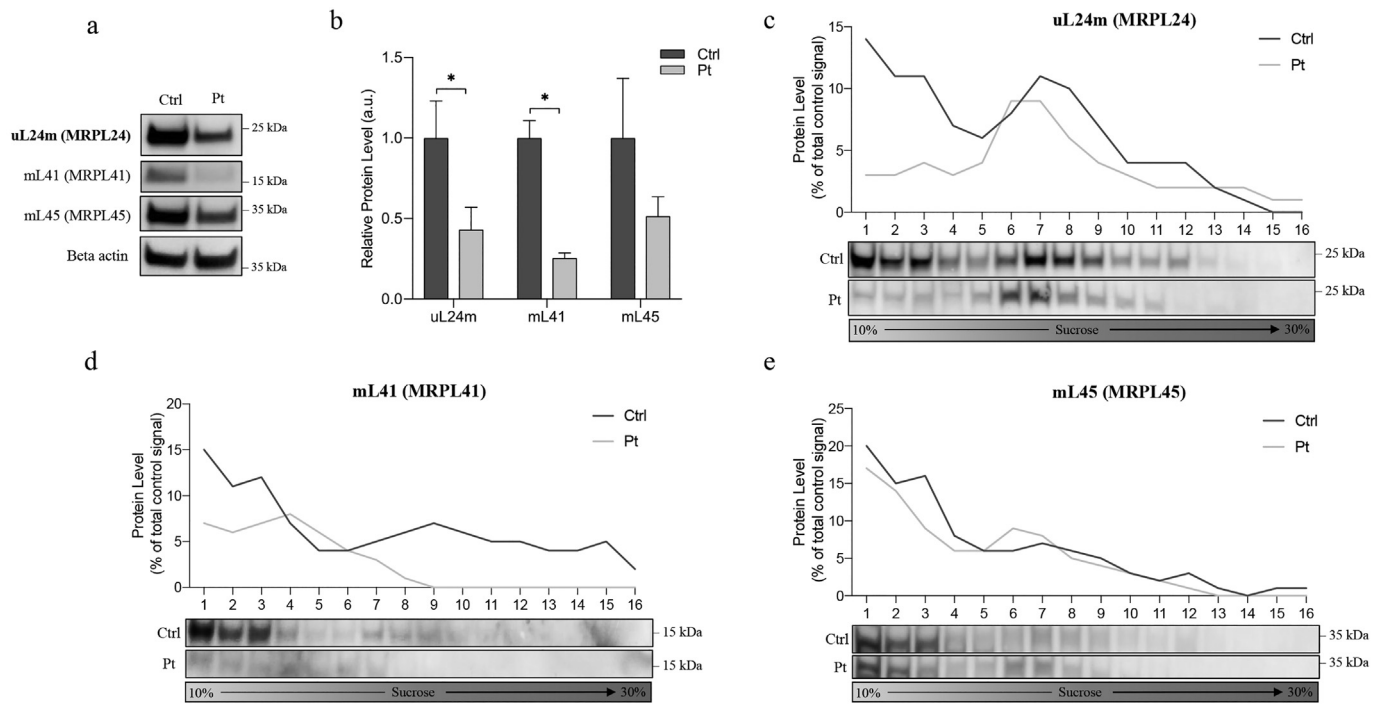 a
Ctrl Pt
uL24m (MRPL24)
25 kDa
mL41 (MRPL41)
15 kDa
mL45 (MRPL45)
35 kDa
Beta actin
35 kDa
b
Relative Protein Level (a.u.)
1.5
1.0
0.5
0.0
* *
Ctrl
Pt
uL24m mL41 mL45
c
uL24m (MRPL24)
Protein Level
(% of total control signal)
15
10
5
0
Ctrl
Pt
1 2 3 4 5 6 7 8 9 10 11 12 13 14 15 16
Ctrl
25 kDa
Pt
25 kDa
10% Sucrose 30%
d
mL41 (MRPL41)
Protein Level
(% of total control signal)
20
15
10
5
0
Ctrl
Pt
1 2 3 4 5 6 7 8 9 10 11 12 13 14 15 16
Ctrl
15 kDa
Pt
15 kDa
10% Sucrose 30%
e
mL45 (MRPL45)
Protein Level
(% of total control signal)
25
20
15
10
5
0
Ctrl
Pt
1 2 3 4 5 6 7 8 9 10 11 12 13 14 15 16
Ctrl
35 kDa
Pt
35 kDa
10% Sucrose 30%